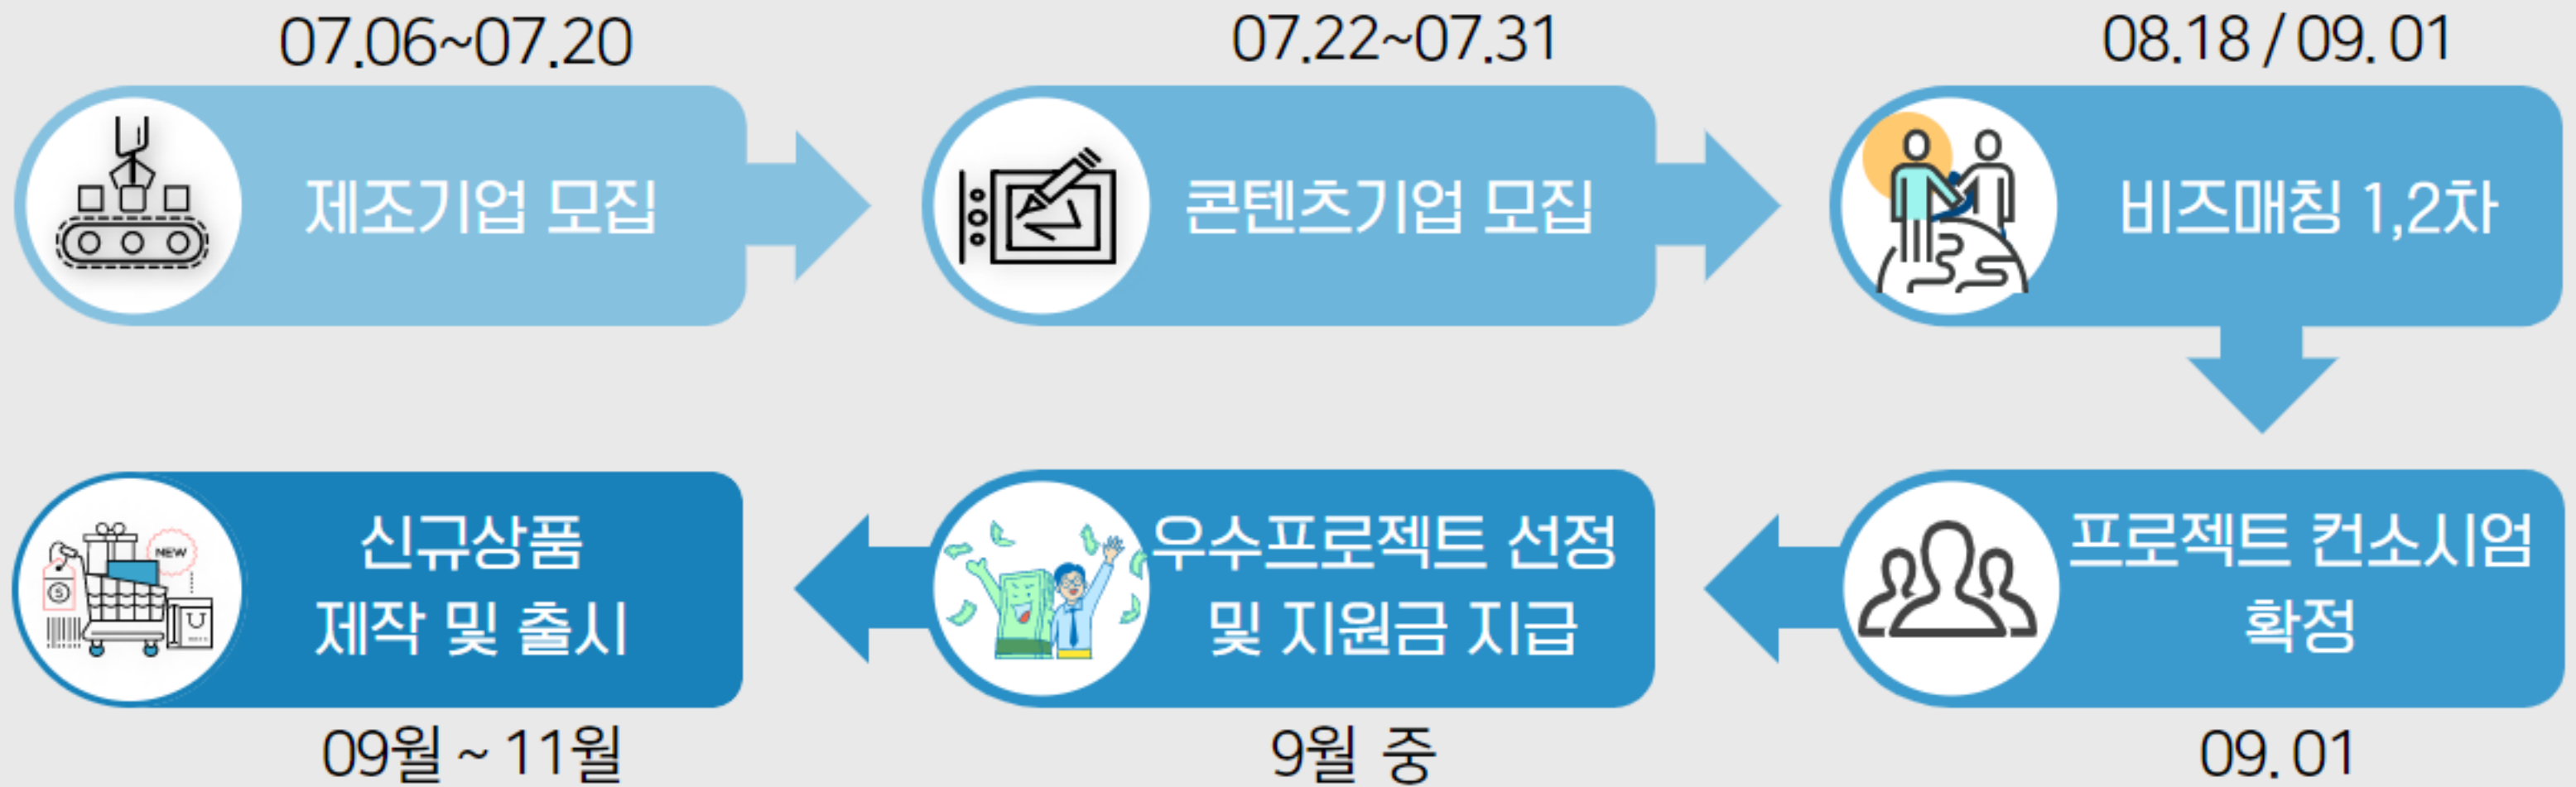 07.06~07.20
제조기업 모집
07.22~07.31
콘텐츠기업 모집
08.18 / 09. 01
비즈매칭 1,2차
프로젝트 컨소시엄
확정
09. 01
우수프로젝트 선정
및 지원금 지급
9월 중
NEW
신규상품
제작 및 출시
09월 ~ 11월